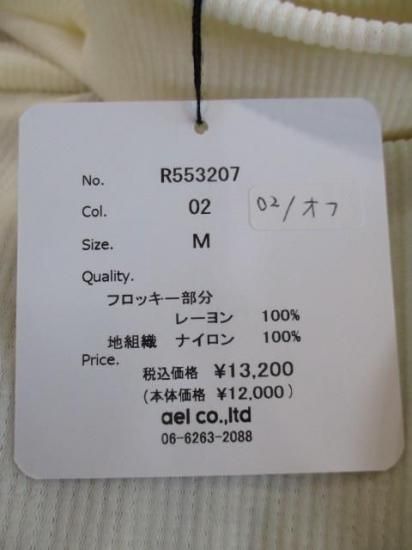 No. R553207
Col. 02
02/オフ
Size. M
Quality.
フロッキー部分
レーヨン 100%
地組織 ナイロン 100%
Price.
税込価格 ¥13,200
(本体価格 ¥12,000)
ael co.,ltd
06-6263-2088